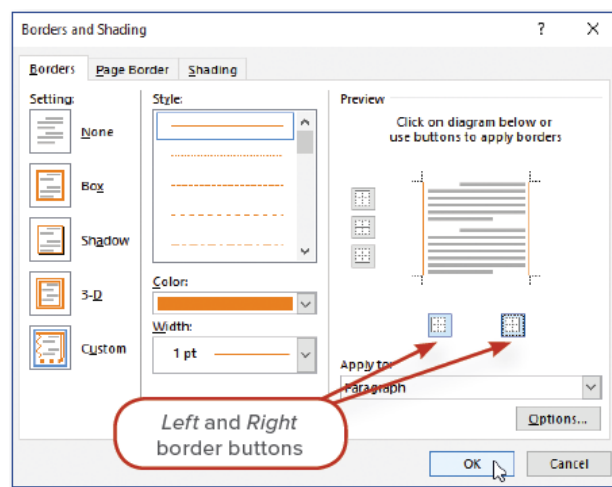 Borders and Shading
? X
Borders Page Border Shading
Setting:
None
Box
Shadow
3-D
Custom
Style:
Color:
Width:
1 pt
Preview
Click on diagram below or
use buttons to apply borders
Apply to:
Paragraph
Options...
Left and Right
border buttons
OK
Cancel